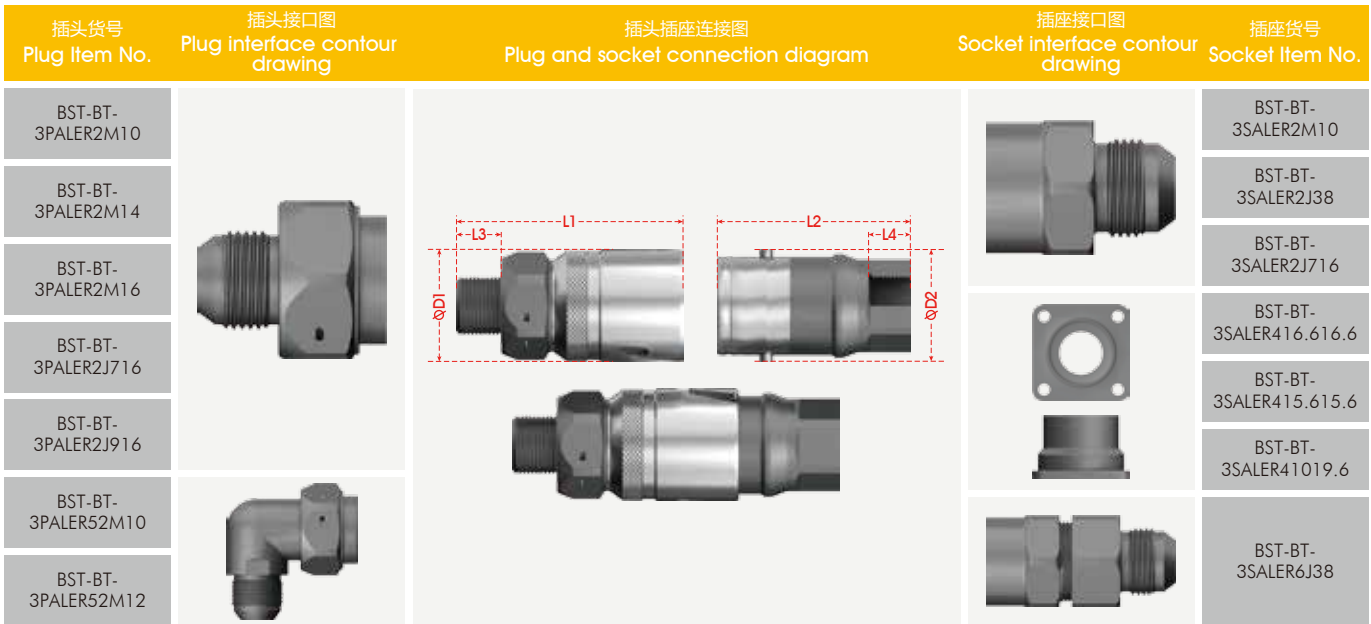 插头货号
Plug Item No.
插头接口图
Plug interface contour
drawing
插头插座连接图
Plug and socket connection diagram
插座接口图
Socket interface contour
drawing
插座货号
Socket Item No.
BST-BT-
3PALER2M10
BST-BT-
3PALER2M14
BST-BT-
3PALER2M16
BST-BT-
3PALER2J716
BST-BT-
3PALER2J916
BST-BT-
3PALER52M10
BST-BT-
3PALER52M12
L1
L3
ØD1
L2
L4
ØD2
BST-BT-
3SALER2M10
BST-BT-
3SALER2J38
BST-BT-
3SALER2J716
BST-BT-
3SALER416.616.6
BST-BT-
3SALER415.615.6
BST-BT-
3SALER41019.6
BST-BT-
3SALER6J38